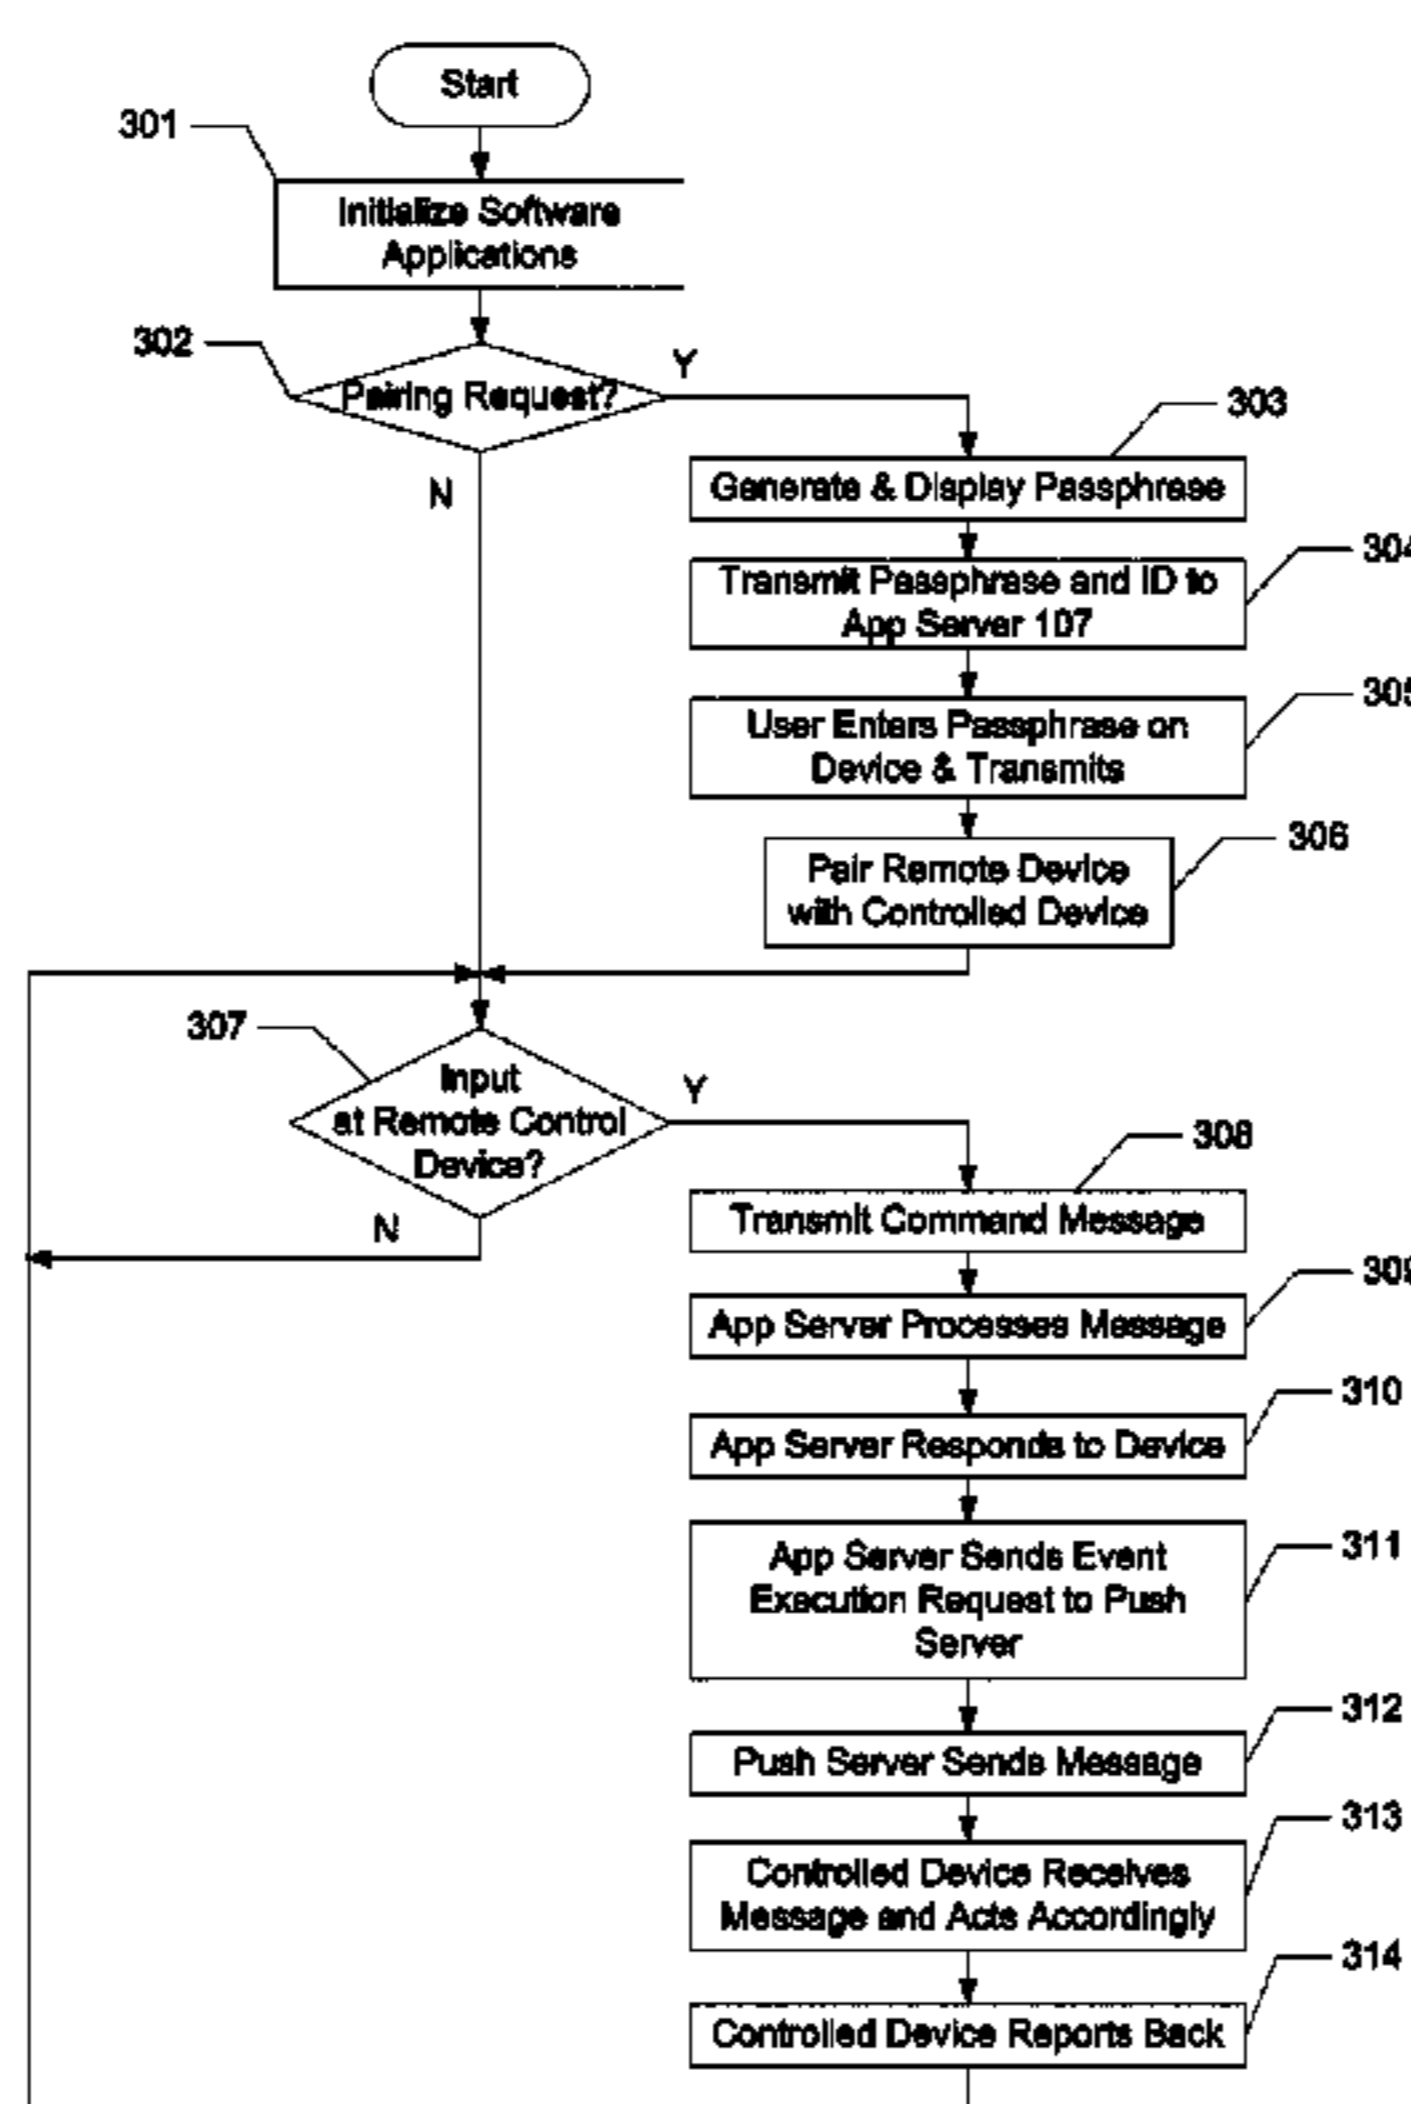 Start
301
Initialize Software
Applications
302
Pairing Request?
Y
N
303
Generate & Display Passphrase
304
Transmit Passphrase and ID to
App Server 107
305
User Enters Passphrase on
Device & Transmits
306
Pair Remote Device
with Controlled Device
307
Input
at Remote Control
Device?
Y
N
308
Transmit Command Message
309
App Server Processes Message
310
App Server Responds to Device
311
App Server Sends Event
Execution Request to Push
Server
312
Push Server Sends Message
313
Controlled Device Receives
Message and Acts Accordingly
314
Controlled Device Reports Back